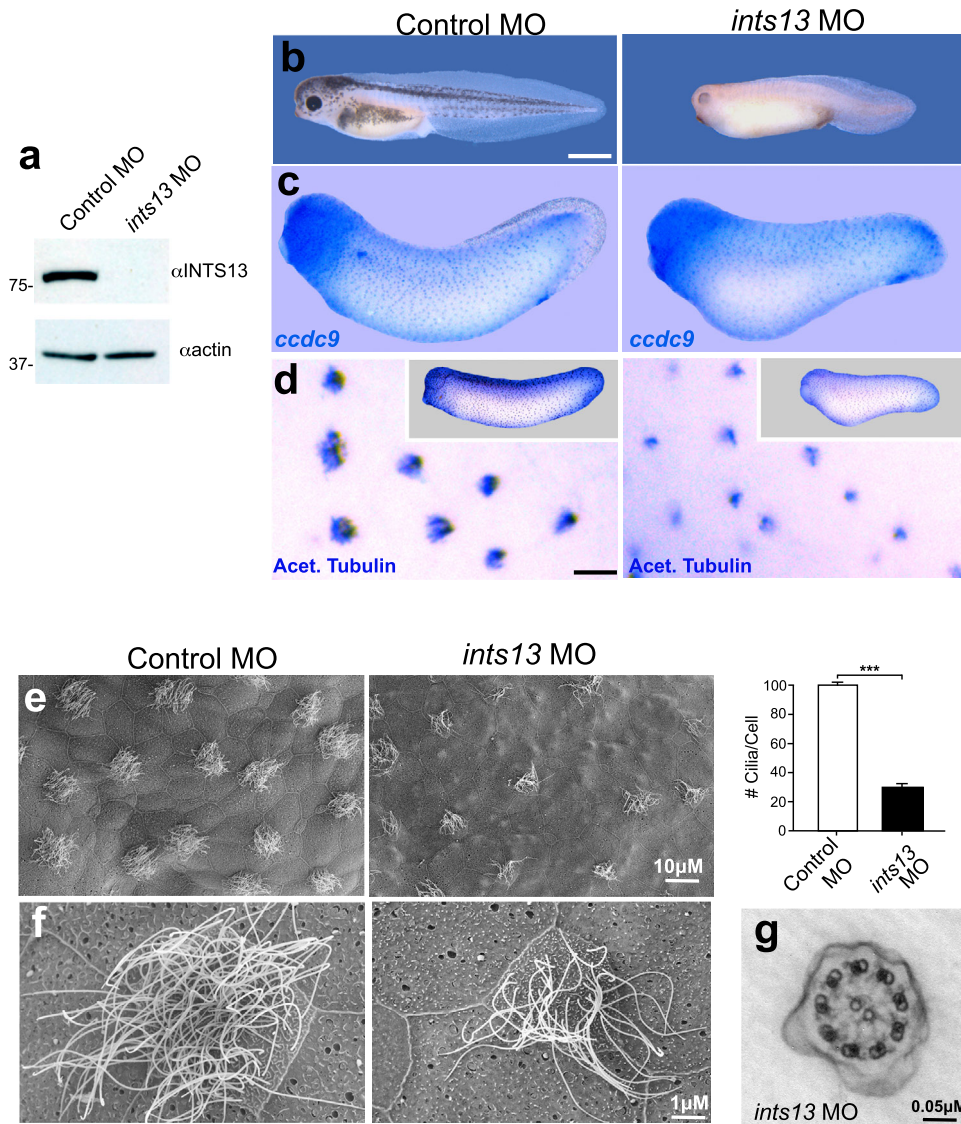 Control MO
ints13 MO
a
Control MO
ints13 MO
75-
αINTS13
37-
αactin
b
c
ccdc9
ccdc9
d
Acet. Tubulin
Acet. Tubulin
Control MO
ints13 MO
e
10µM
***
# Cilia/Cell
100
80
60
40
20
0
Control MO
ints13 MO
f
1µM
g
ints13 MO
0.05µM